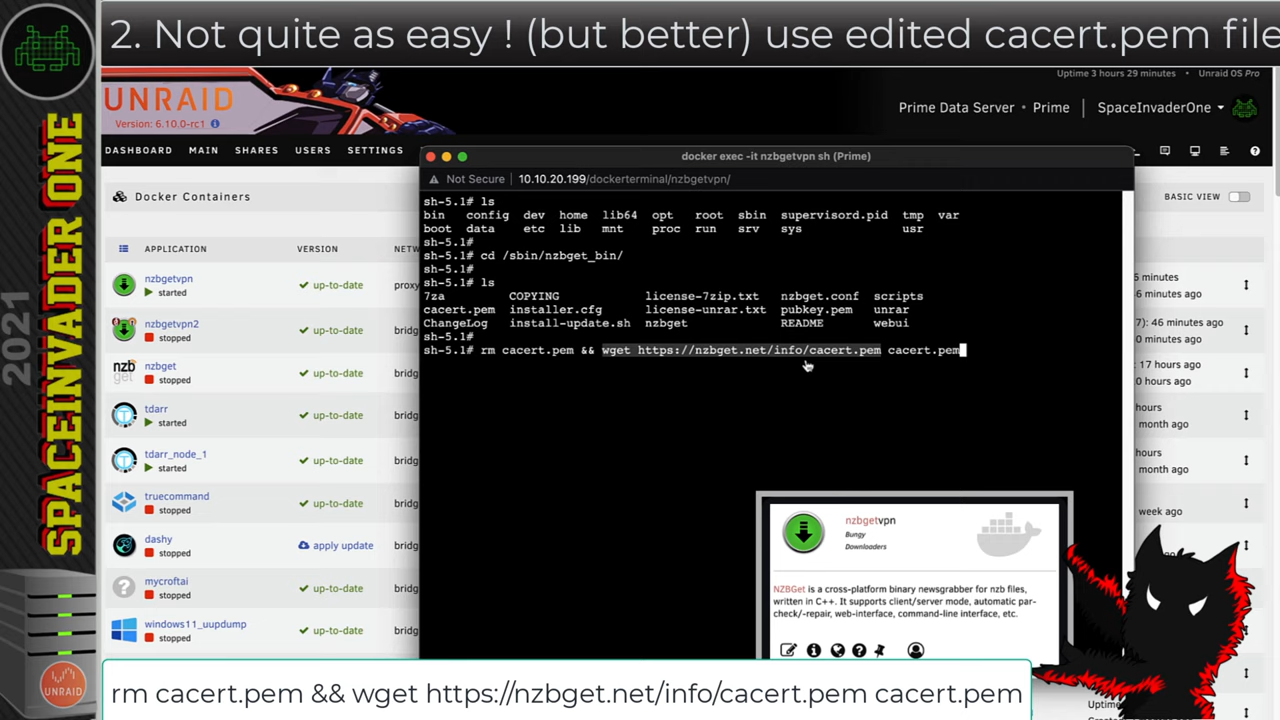 2. Not quite as easy ! (but better) use edited cacert.pem file
SPACEINVADER ONE
2021
UNRAID
UNRAID
Version: 6.10.0-rc1
Uptime 3 hours 29 minutes • Unraid OS Pro
Prime Data Server • Prime
SpaceInvaderOne
DASHBOARD MAIN SHARES USERS SETTINGS
Docker Containers
BASIC VIEW
APPLICATION VERSION NETW
nzbgetvpn
started
up-to-date
proxy
6 minutes
6 minutes ago
nzbgetvpn2
stopped
up-to-date
7): 46 minutes ago
0 minutes ago
nzb
get
nzbget
stopped
up-to-date
bridg
: 17 hours ago
0 hours ago
tdarr
started
up-to-date
bridg
hours
month ago
tdarr_node_1
started
up-to-date
bridg
hours
month ago
truecommand
stopped
up-to-date
bridg
week ago
dashy
stopped
apply update
bridg
mycroftai
stopped
up-to-date
bridg
windows11_uupdump
stopped
up-to-date
bridg
Uptime
docker exec -it nzbgetvpn sh (Prime)
Not Secure 10.10.20.199/dockerterminal/nzbgetvpn/
sh-5.1# ls
bin config dev home lib64 opt root sbin supervisord.pid tmp var
boot data etc lib mnt proc run srv sys usr
sh-5.1#
sh-5.1# cd /sbin/nzbget_bin/
sh-5.1#
sh-5.1# ls
7za COPYING license-7zip.txt nzbget.conf scripts
cacert.pem installer.cfg license-unrar.txt pubkey.pem unrar
ChangeLog install-update.sh nzbget README webui
sh-5.1#
sh-5.1# rm cacert.pem && wget https://nzbget.net/info/cacert.pem cacert.pem
nzbgetvpn
Bungy
Downloaders
NZBGet is a cross-platform binary newsgrabber for nzb files,
written in C++. It supports client/server mode, automatic par-
check/-repair, web-interface, command-line interface, etc.
rm cacert.pem && wget https://nzbget.net/info/cacert.pem cacert.pem